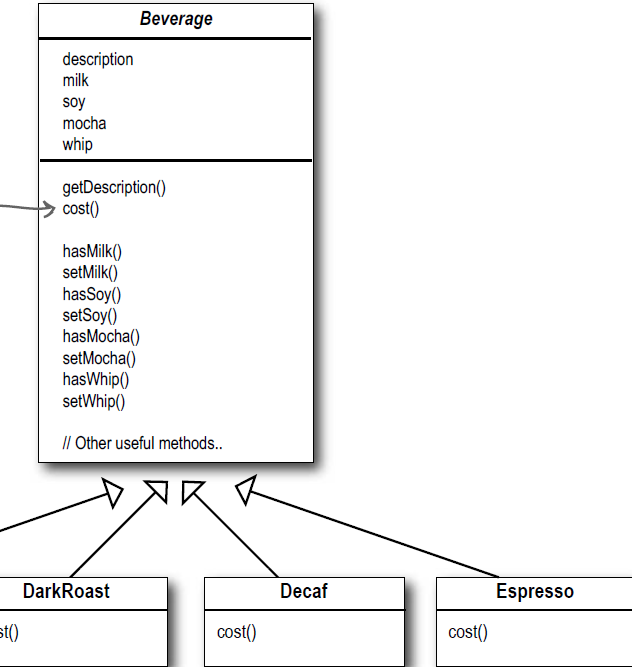 Beverage
description
milk
soy
mocha
whip
getDescription()
cost()
hasMilk()
setMilk()
hasSoy()
setSoy()
hasMocha()
setMocha()
hasWhip()
setWhip()
// Other useful methods..
DarkRoast
Decaf
Espresso
st()
cost()
cost()